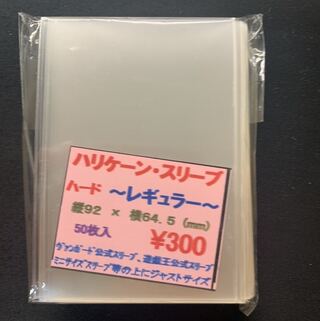 ハリケーン・スリーブ
ハード ～レギュラー～
縦92 × 横64.5 (mm)
50枚入 ¥300
ヴァンガード公式スリーブ、遊戯王公式スリーブ
ミニサイズスリーブ等の上にジャストサイズ